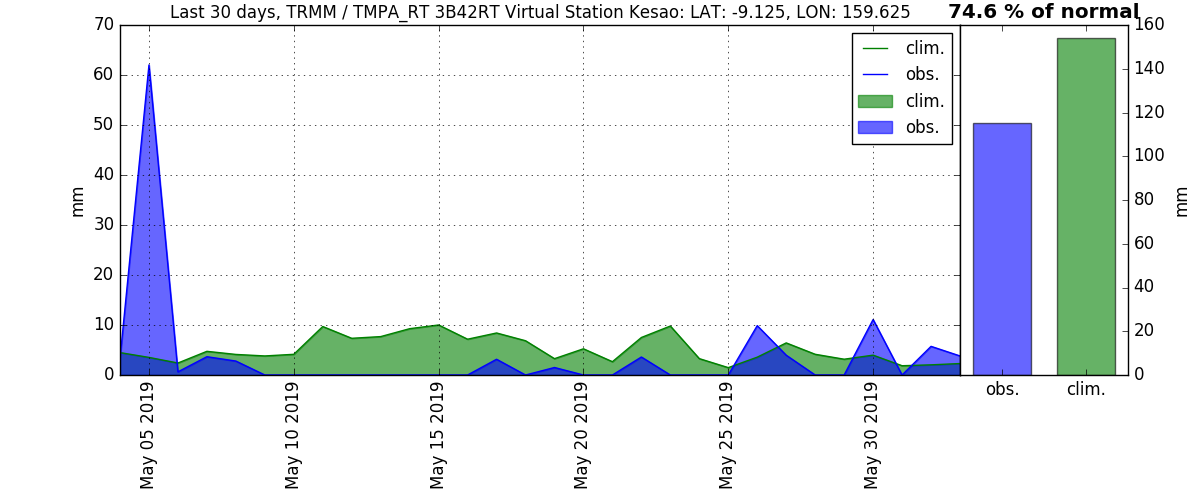 Last 30 days, TRMM / TMPA_RT 3B42RT Virtual Station Kesao: LAT: -9.125, LON: 159.625
74.6 % of normal
70
60
50
40
30
20
10
0
mm
clim.
obs.
clim.
obs.
May 05 2019
May 10 2019
May 15 2019
May 20 2019
May 25 2019
May 30 2019
160
140
120
100
80
60
40
20
0
mm
obs.
clim.